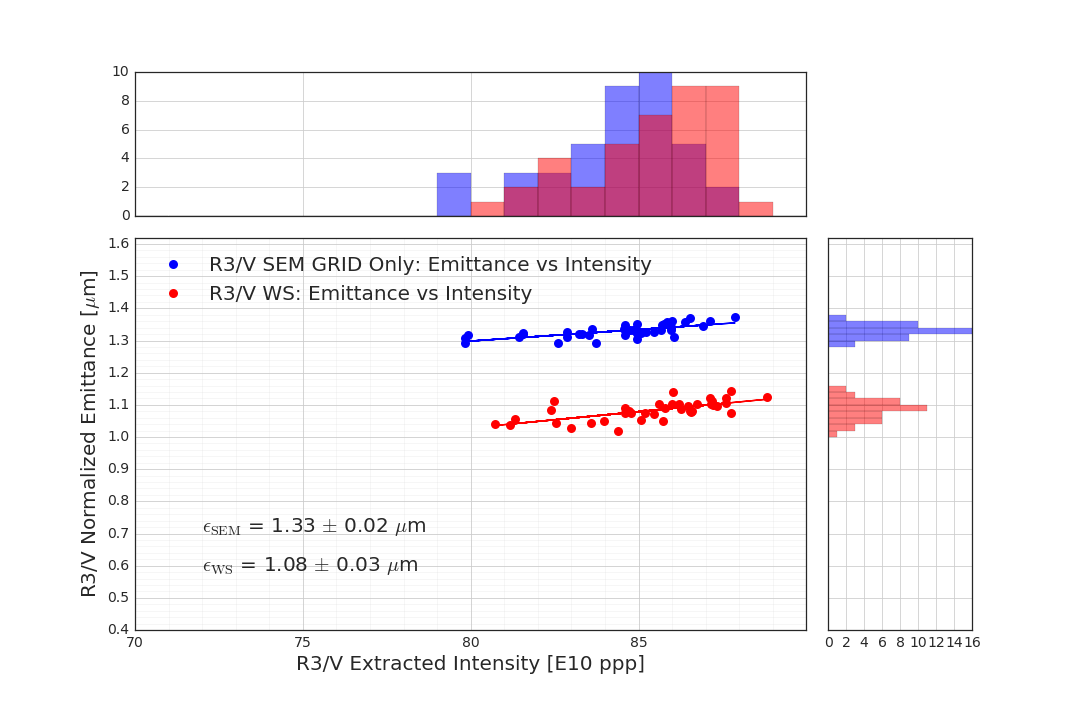 10
8
6
4
2
0
1.6
1.5
1.4
1.3
1.2
1.1
1.0
0.9
0.8
0.7
0.6
0.5
0.4
R3/V Normalized Emittance [μm]
R3/V SEM GRID Only: Emittance vs Intensity
R3/V WS: Emittance vs Intensity
ϵSEM = 1.33 ± 0.02 μm
ϵWS = 1.08 ± 0.03 μm
70 75 80 85
R3/V Extracted Intensity [E10 ppp]
0 2 4 6 8 10 12 14 16